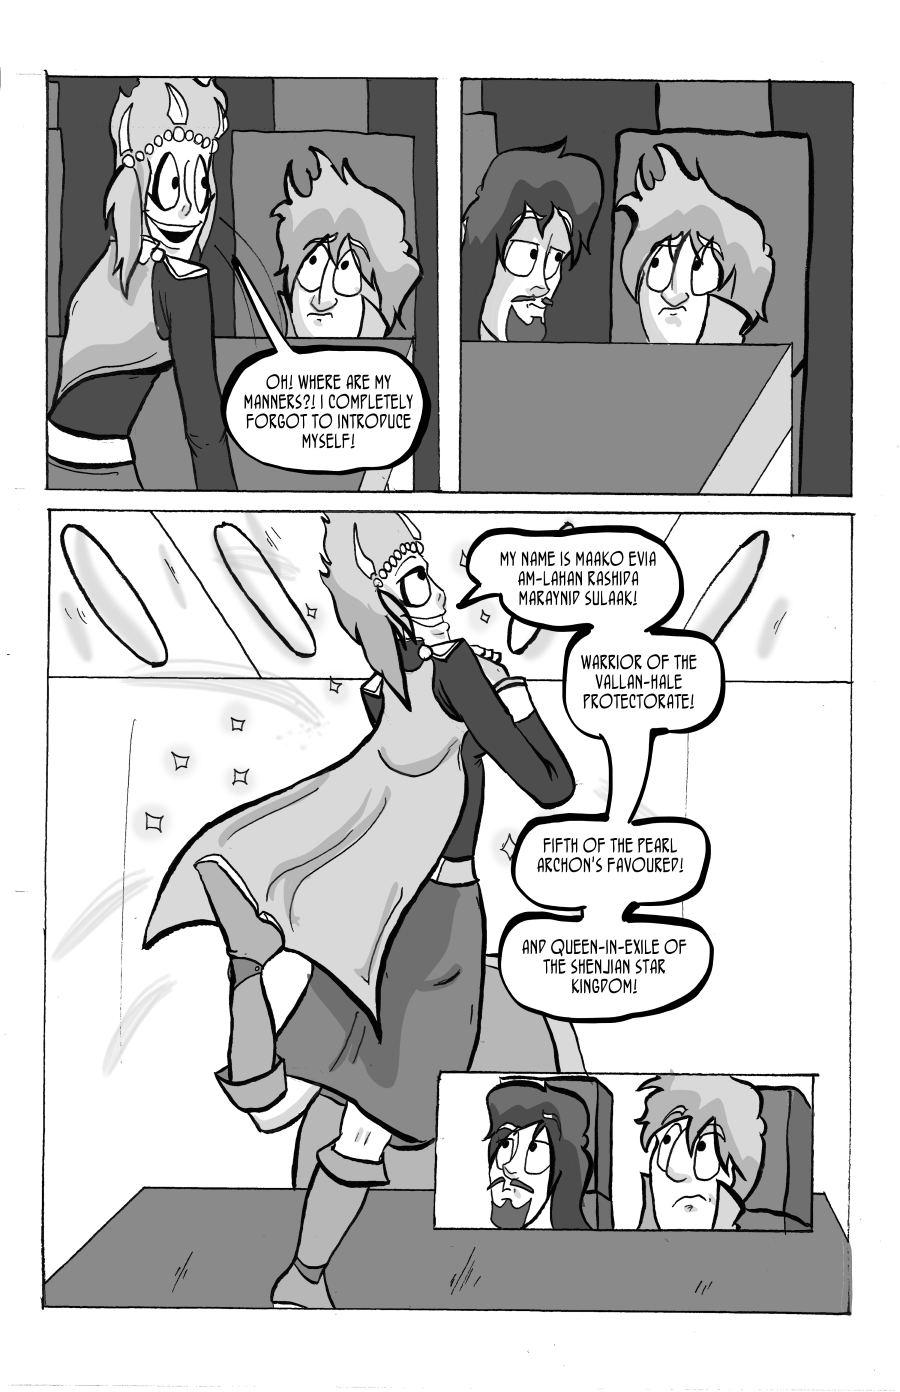 OH! WHERE ARE MY
MANNERS?! I COMPLETELY
FORGOT TO INTRODUCE
MYSELF!
MY NAME IS MAAKO EVIA
AM-LAHAN RASHIDA
MARAYNID SULAAK!
WARRIOR OF THE
VALLAN-HALE
PROTECTORATE!
FIFTH OF THE PEARL
ARCHON'S FAVOURED!
AND QUEEN-IN-EXILE OF
THE SHENJIAN STAR
KINGDOM!